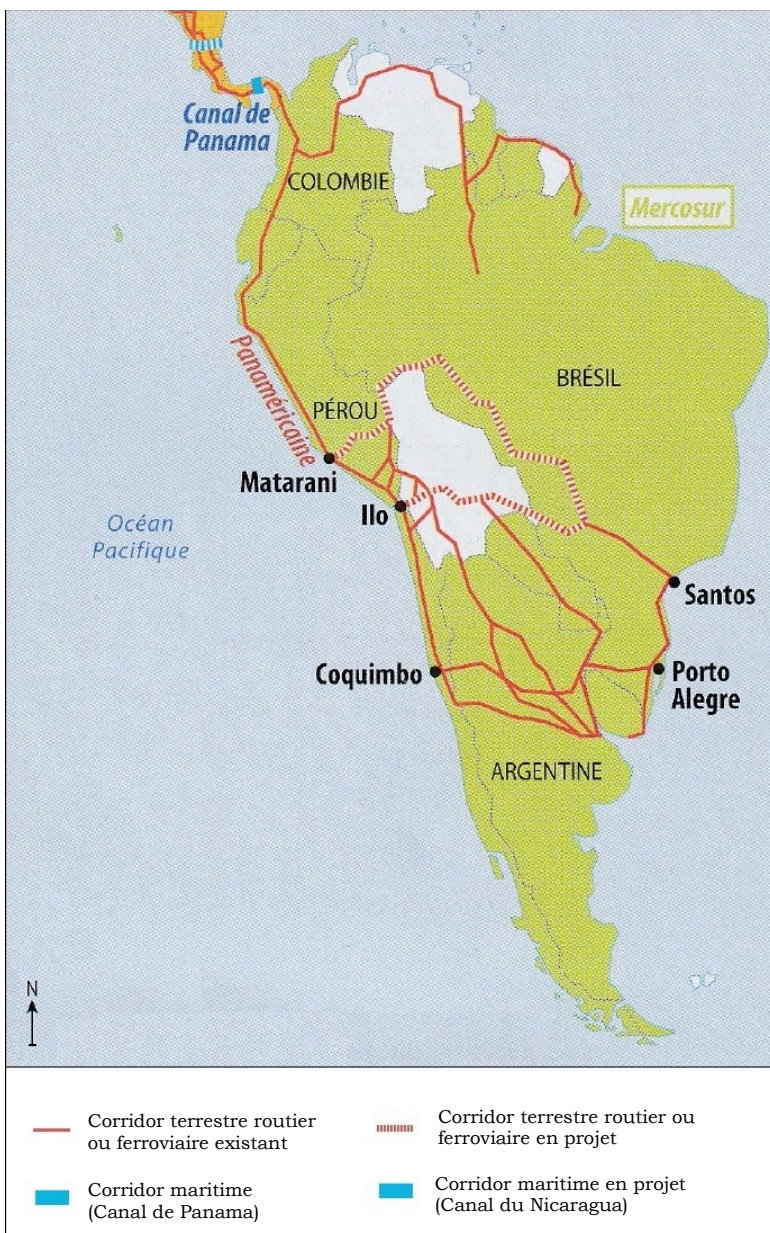 Canal de
Panama
COLOMBIE
Mercosur
Panaméricaine
BRÉSIL
PÉROU
Matarani
Ilo
Océan
Pacifique
Santos
Coquimbo
Porto
Alegre
ARGENTINE
N
Corridor terrestre routier
ou ferroviaire existant
Corridor terrestre routier ou
ferroviaire en projet
Corridor maritime
(Canal de Panama)
Corridor maritime en projet
(Canal du Nicaragua)